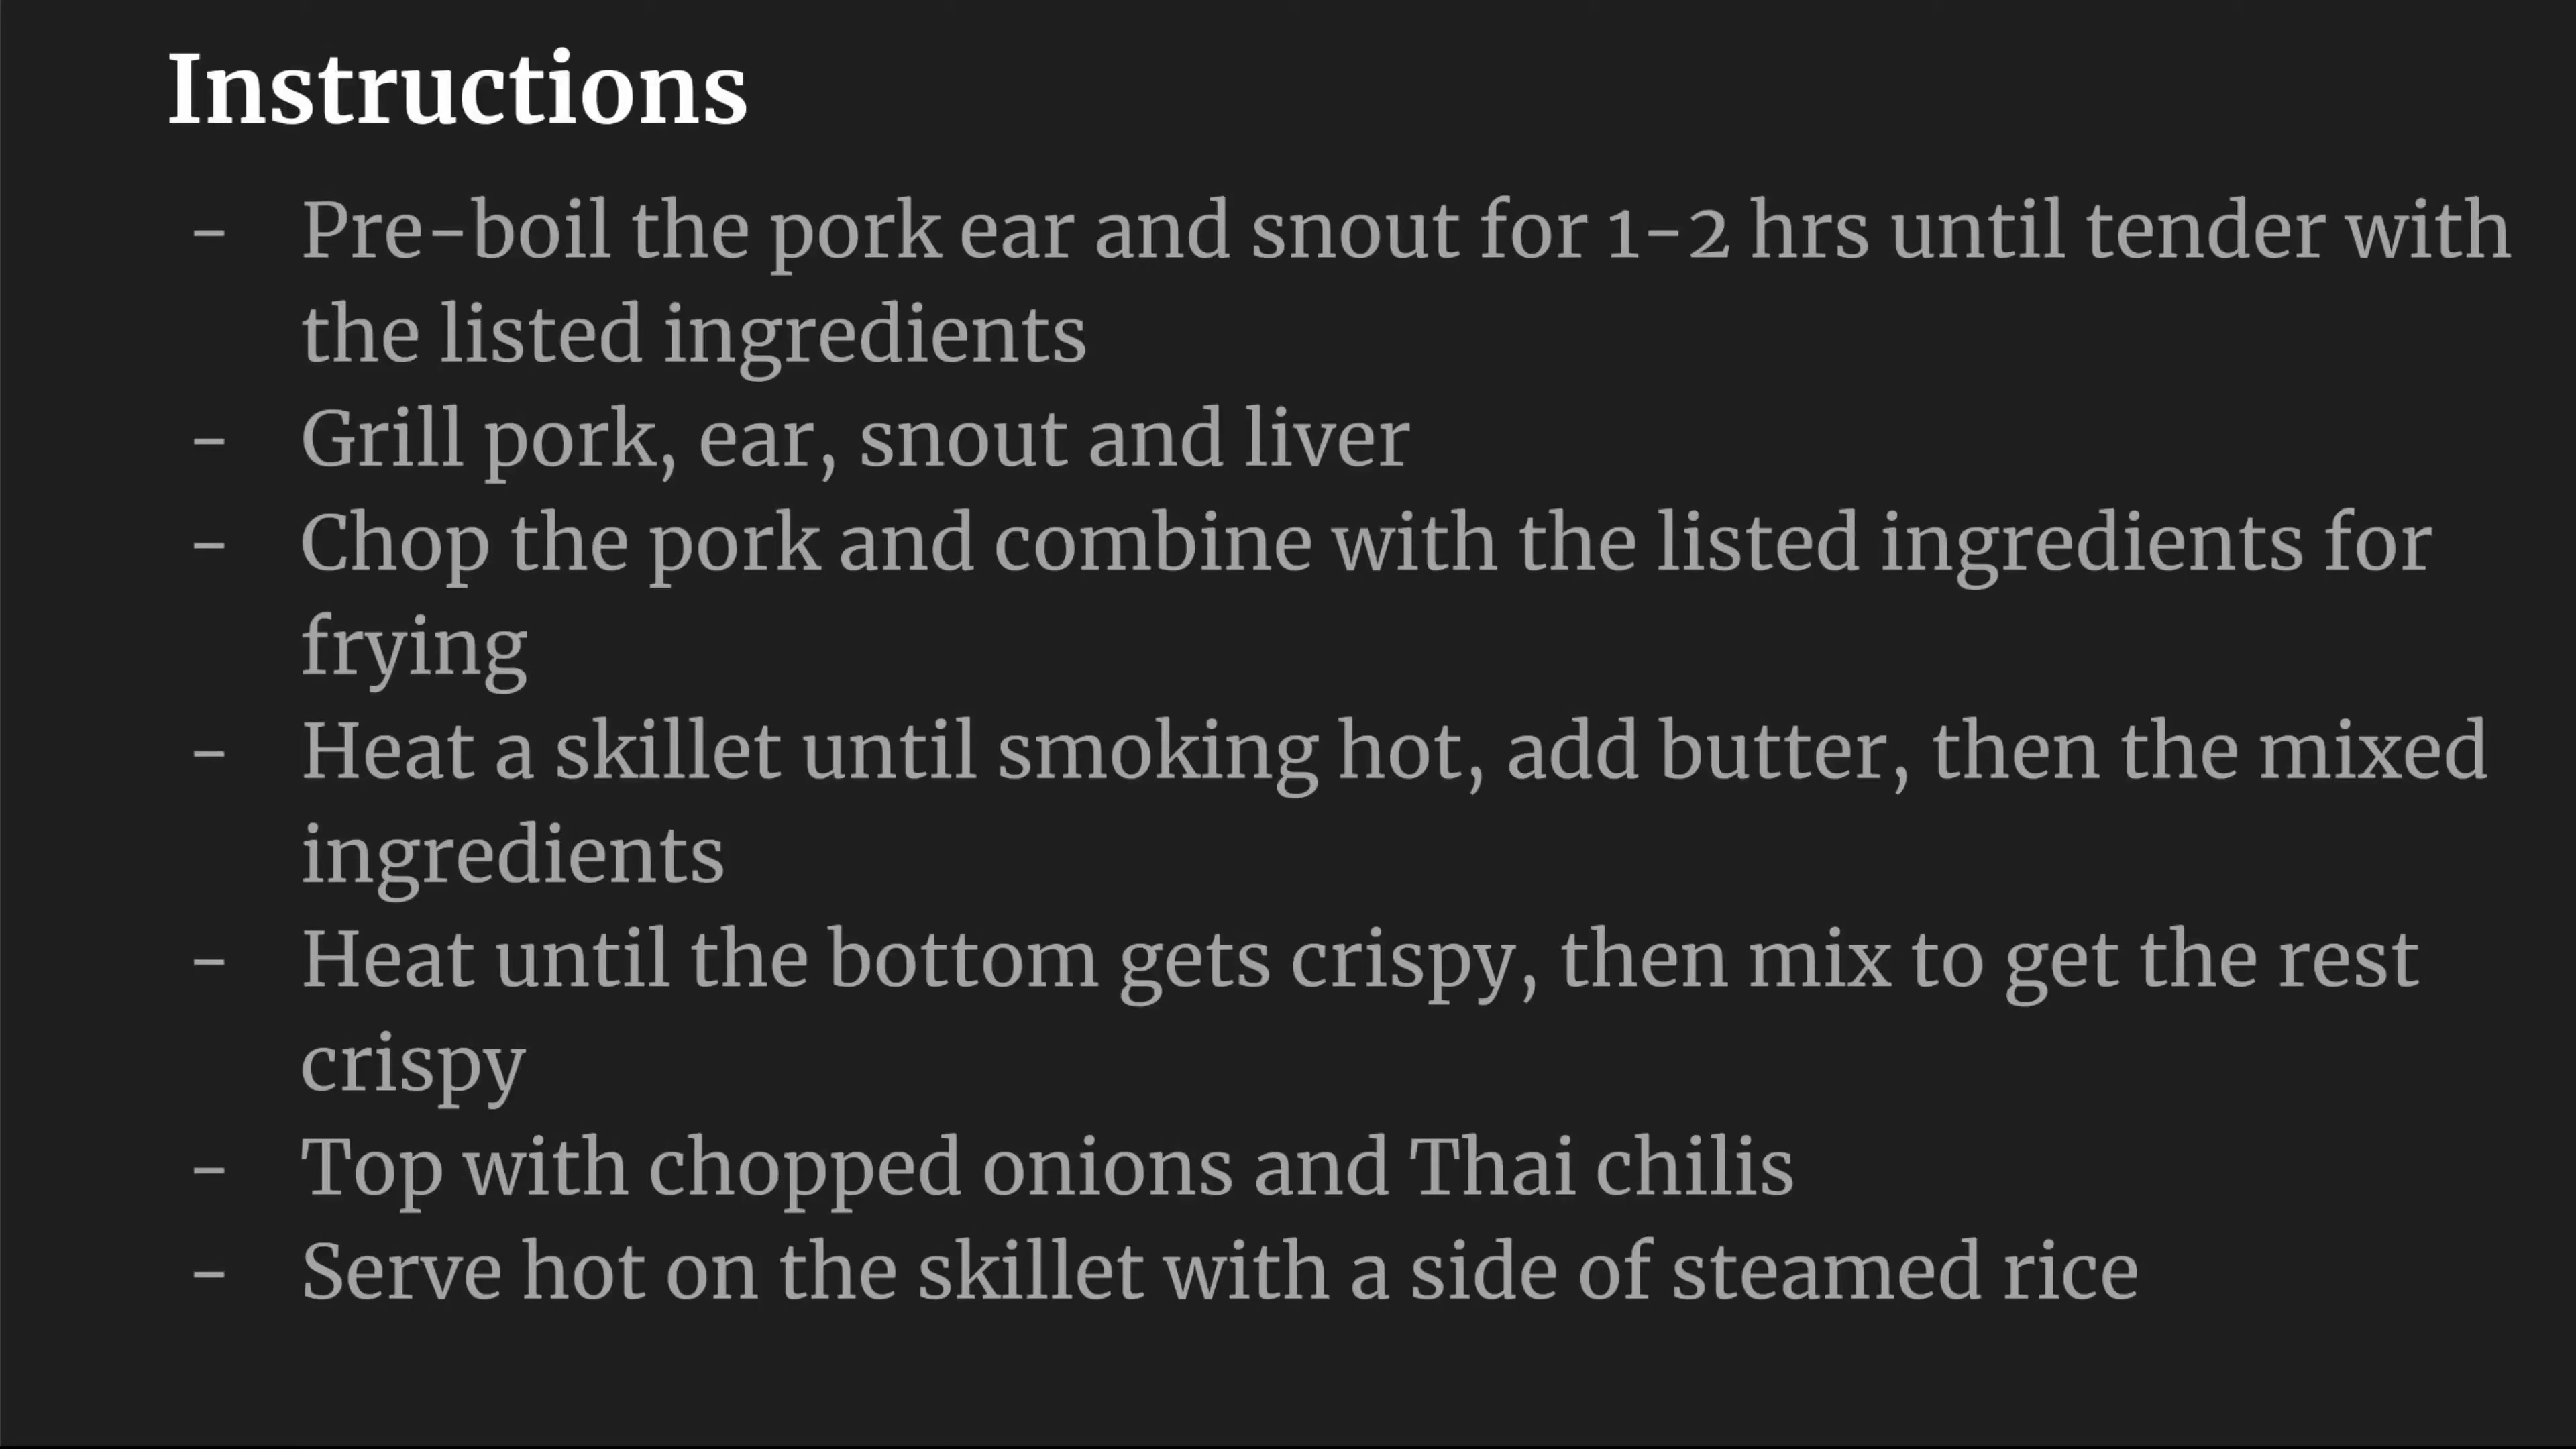 Instructions
- Pre-boil the pork ear and snout for 1-2 hrs until tender with
the listed ingredients
- Grill pork, ear, snout and liver
- Chop the pork and combine with the listed ingredients for
frying
- Heat a skillet until smoking hot, add butter, then the mixed
ingredients
- Heat until the bottom gets crispy, then mix to get the rest
crispy
- Top with chopped onions and Thai chilis
- Serve hot on the skillet with a side of steamed rice